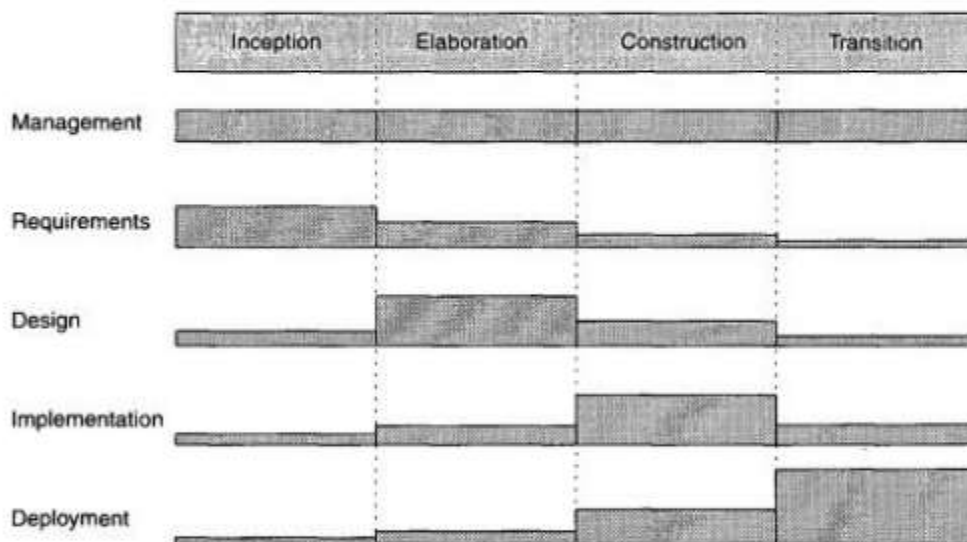 Inception Elaboration Construction Transition
Management
Requirements
Design
Implementation
Deployment